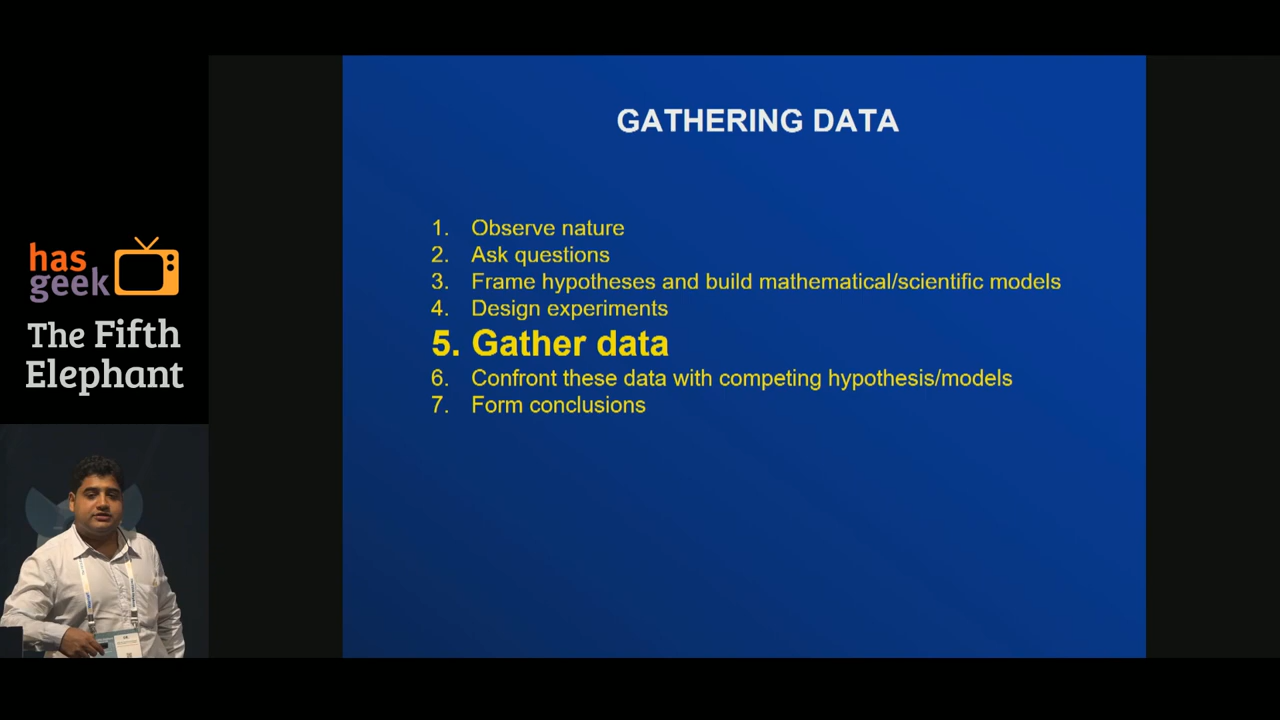 has
geek
The Fifth
Elephant
GATHERING DATA
1. Observe nature
2. Ask questions
3. Frame hypotheses and build mathematical/scientific models
4. Design experiments
5. Gather data
6. Confront these data with competing hypothesis/models
7. Form conclusions